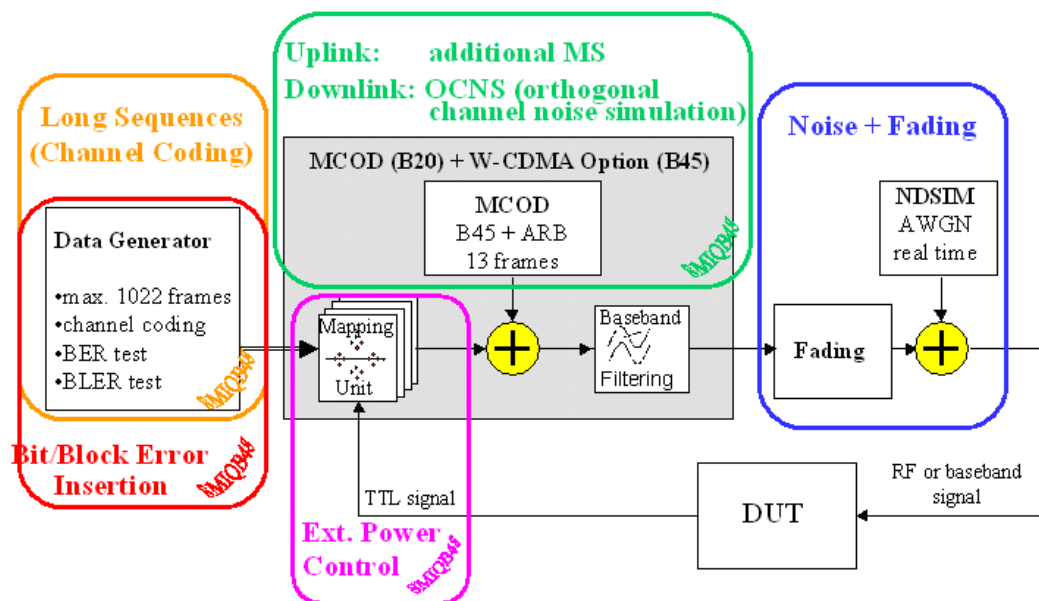 Uplink: additional MS
Downlink: OCNS (orthogonal
channel noise simulation)
Long Sequences
(Channel Coding)
Noise + Fading
MCOD (B20) + W-CDMA Option (B45)
MCOD
B45 + ARB
13 frames
SMIQB48
NDSIM
AWGN
real time
Data Generator
•max. 1022 frames
•channel coding
•BER test
•BLER test
SMIQB48
Mapping
Unit
Baseband
Filtering
Fading
Bit/Block Error
Insertion
SMIQB48
TTL signal
Ext. Power
Control
SMIQB48
DUT
RF or baseband
signal